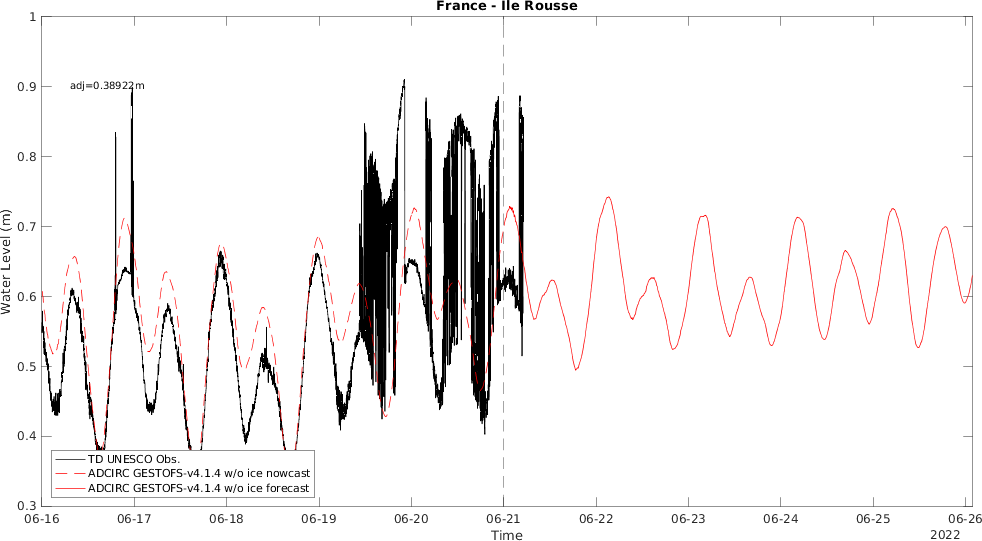 France - Ile Rousse
adj=0.38922m
Water Level (m)
1
0.9
0.8
0.7
0.6
0.5
0.4
0.3
TD UNESCO Obs.
ADCIRC GESTOFS-v4.1.4 w/o ice nowcast
ADCIRC GESTOFS-v4.1.4 w/o ice forecast
06-16 06-17 06-18 06-19 06-20 06-21 06-22 06-23 06-24 06-25 06-26
Time
2022